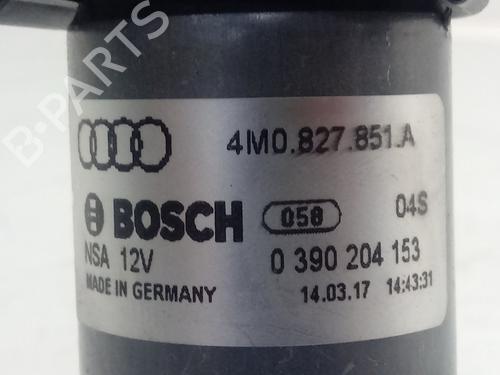 B-PARTS
4M0.827.851.A
BOSCH 058 04S
NSA 12V 0 390 204 153
MADE IN GERMANY 14.03.17 14:43:31